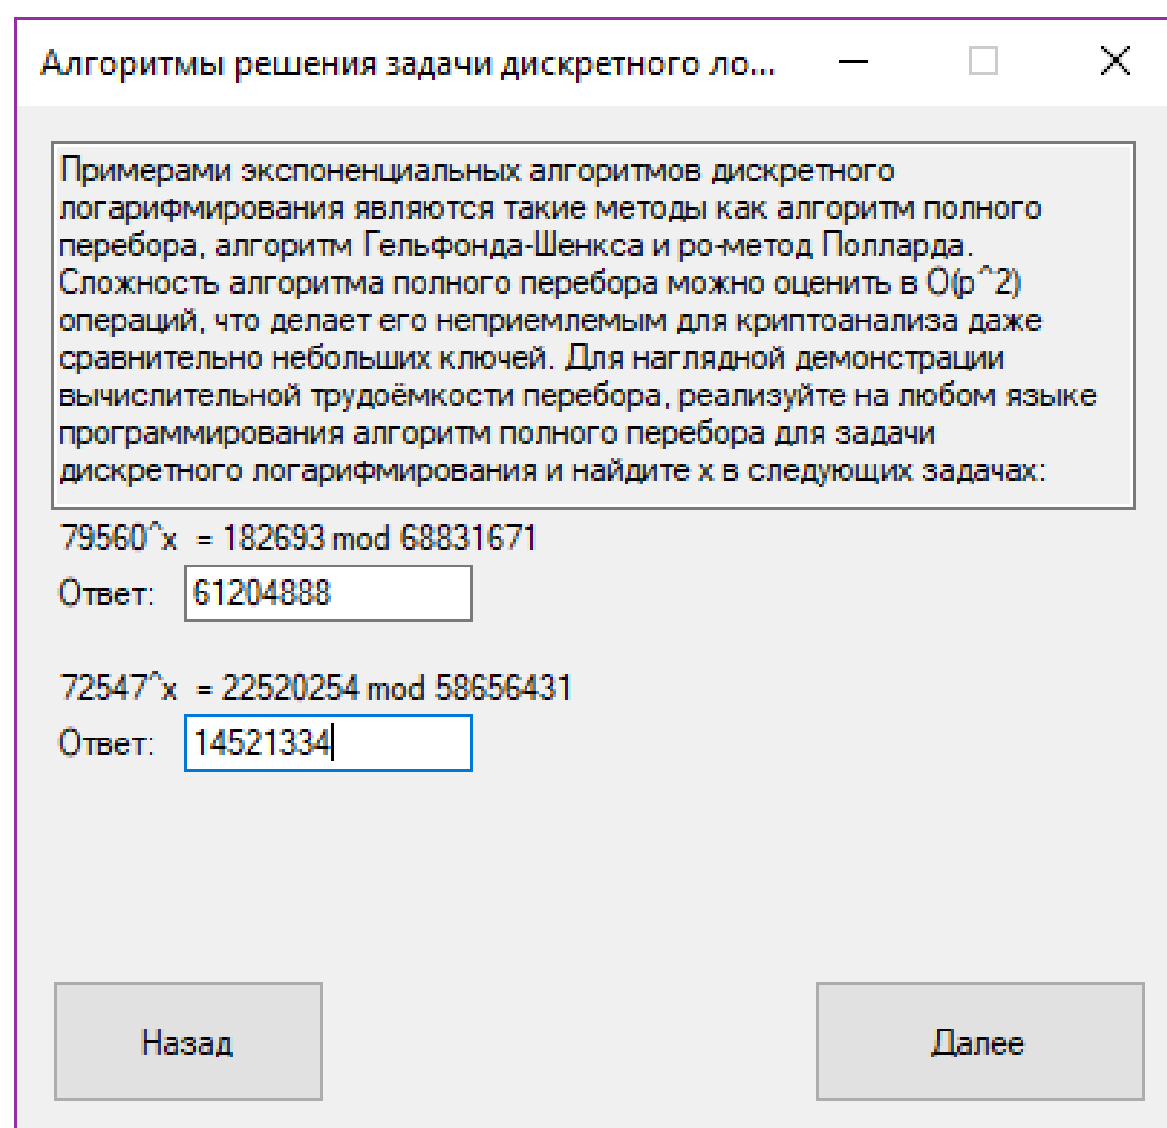 Алгоритмы решения задачи дискретного ло...
Примерами экспоненциальных алгоритмов дискретного
логарифмирования являются такие методы как алгоритм полного
перебора, алгоритм Гельфонда-Шенкса и ро-метод Полларда.
Сложность алгоритма полного перебора можно оценить в O(p^2)
операций, что делает его неприемлемым для криптоанализа даже
сравнительно небольших ключей. Для наглядной демонстрации
вычислительной трудоёмкости перебора, реализуйте на любом языке
программирования алгоритм полного перебора для задачи
дискретного логарифмирования и найдите x в следующих задачах:
79560^x = 182693 mod 68831671
Ответ: 61204888
72547^x = 22520254 mod 58656431
Ответ: 14521334
Назад Далее